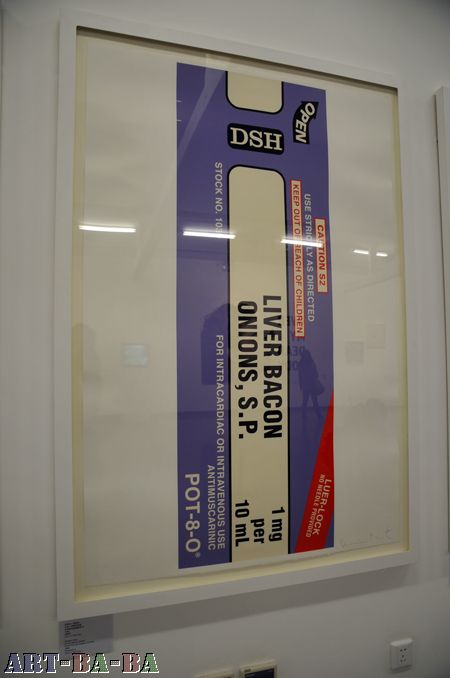 OPEN
DSH
CAUTION S2
USE STRICTLY AS DIRECTED
KEEP OUT OF REACH OF CHILDREN
STOCK NO.
LIVER BACON
ONIONS, S.P.
1 mg
per
10 mL
FOR INTRACARDIAC OR INTRAVENOUS USE
ANTIMUSCARINIC
POT-8-O®
LUER-LOCK
NO NEEDLE PROVIDED
ART-BA-BA